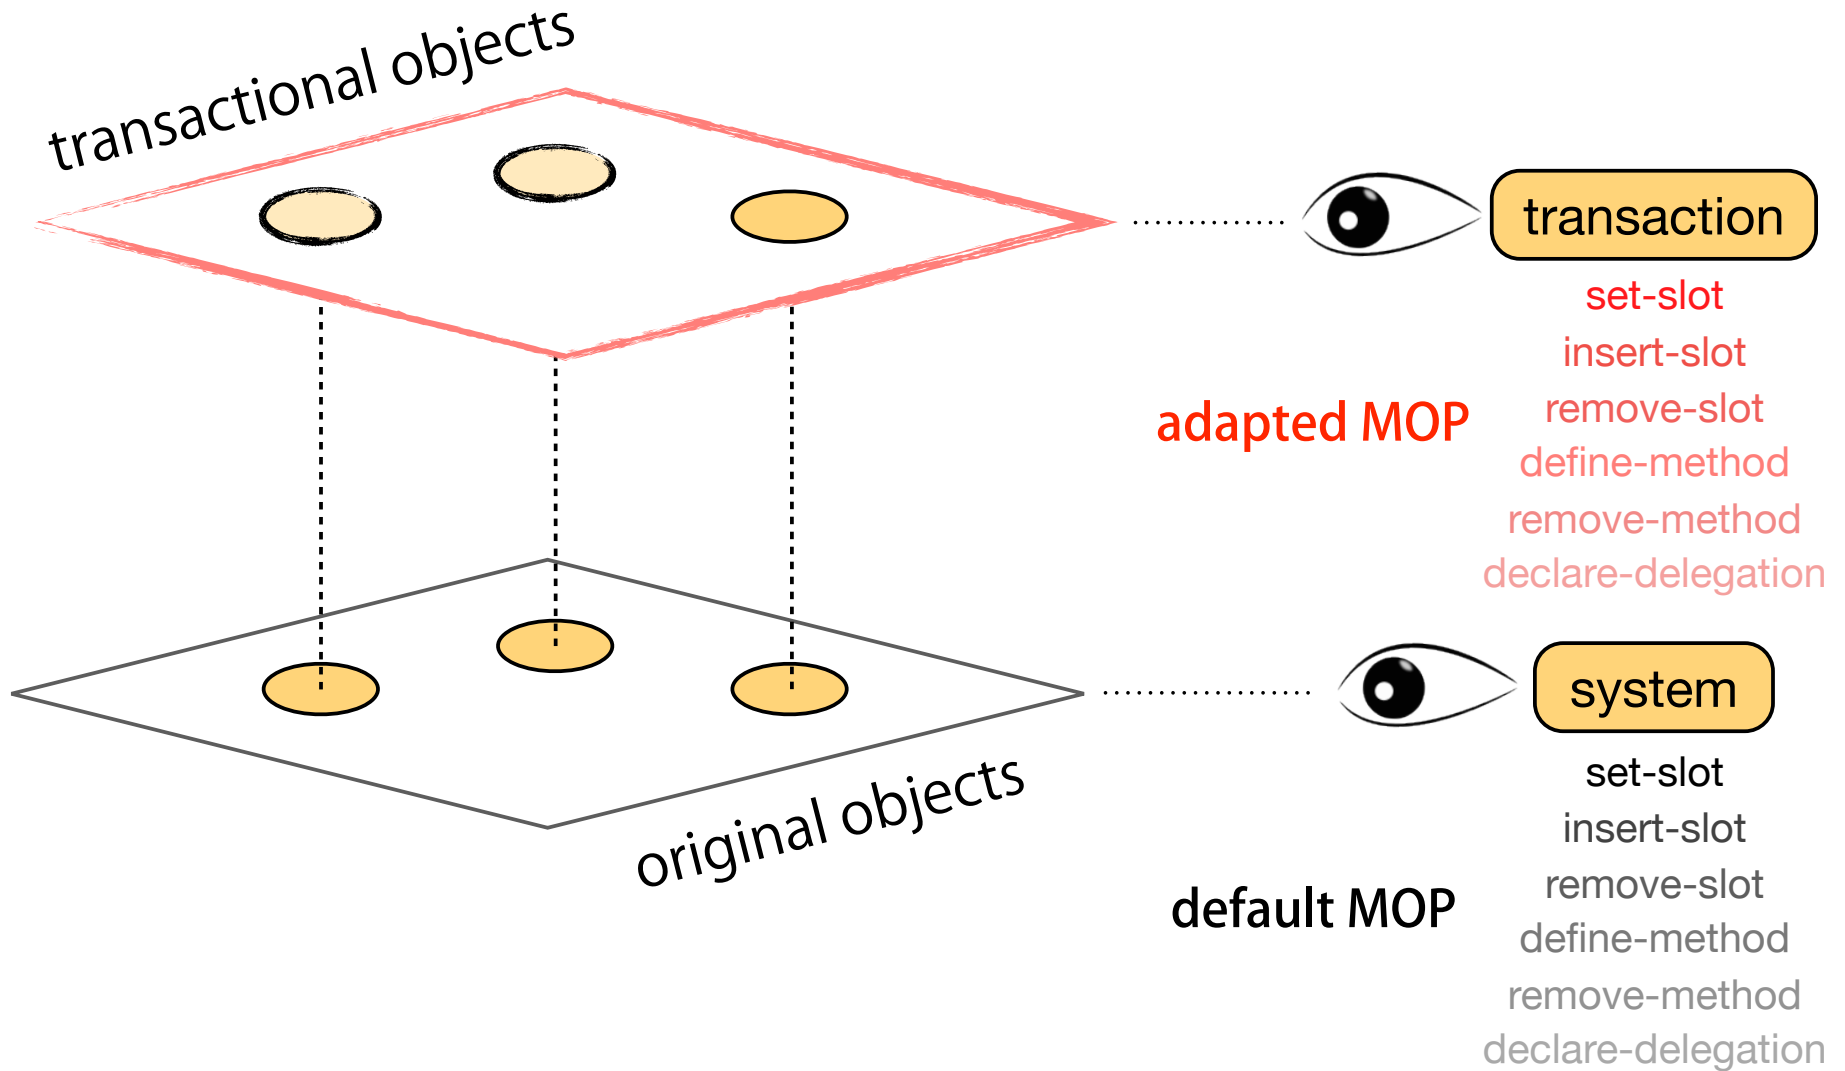 transactional objects
transaction
set-slot
insert-slot
adapted MOP
remove-slot
define-method
remove-method
declare-delegation
original objects
system
set-slot
insert-slot
default MOP
remove-slot
define-method
remove-method
declare-delegation